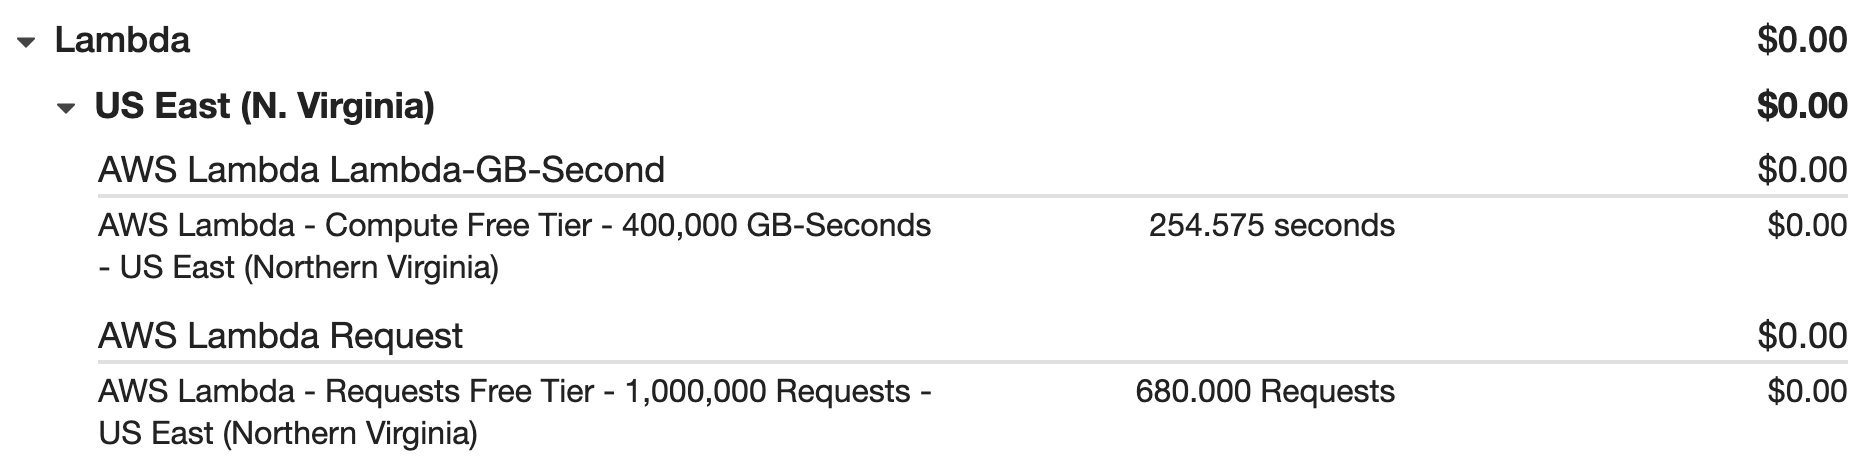 Lambda $0.00
US East (N. Virginia) $0.00
AWS Lambda Lambda-GB-Second $0.00
AWS Lambda - Compute Free Tier - 400,000 GB-Seconds 254.575 seconds $0.00
- US East (Northern Virginia)
AWS Lambda Request $0.00
AWS Lambda - Requests Free Tier - 1,000,000 Requests - 680.000 Requests $0.00
US East (Northern Virginia)